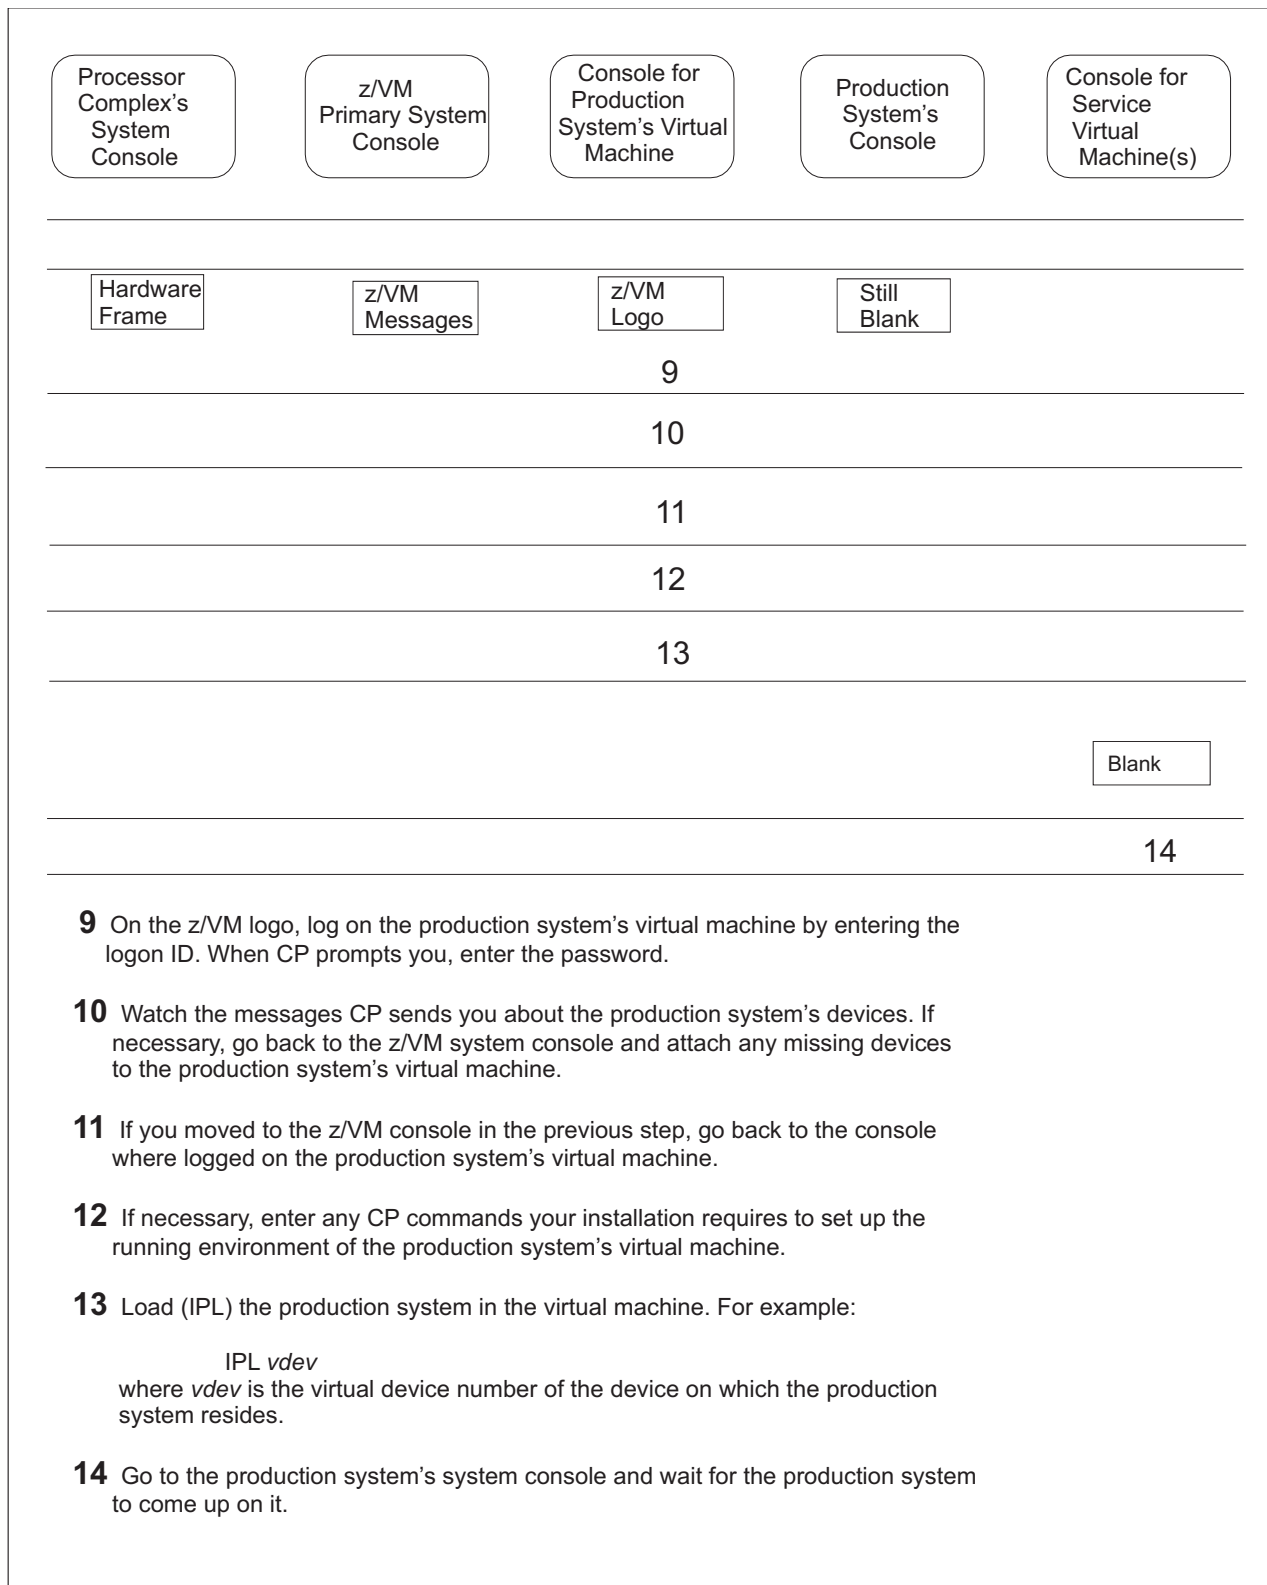 Processor
Complex's
System
Console
z/VM
Primary System
Console
Console for
Production
System's Virtual
Machine
Production
System's
Console
Console for
Service
Virtual
Machine(s)
Hardware
Frame
z/VM
Messages
z/VM
Logo
Still
Blank
9
10
11
12
13
Blank
14
9 On the z/VM logo, log on the production system's virtual machine by entering the
logon ID. When CP prompts you, enter the password.
10 Watch the messages CP sends you about the production system's devices. If
necessary, go back to the z/VM system console and attach any missing devices
to the production system's virtual machine.
11 If you moved to the z/VM console in the previous step, go back to the console
where logged on the production system's virtual machine.
12 If necessary, enter any CP commands your installation requires to set up the
running environment of the production system's virtual machine.
13 Load (IPL) the production system in the virtual machine. For example:
IPL vdev
where vdev is the virtual device number of the device on which the production
system resides.
14 Go to the production system's system console and wait for the production system
to come up on it.